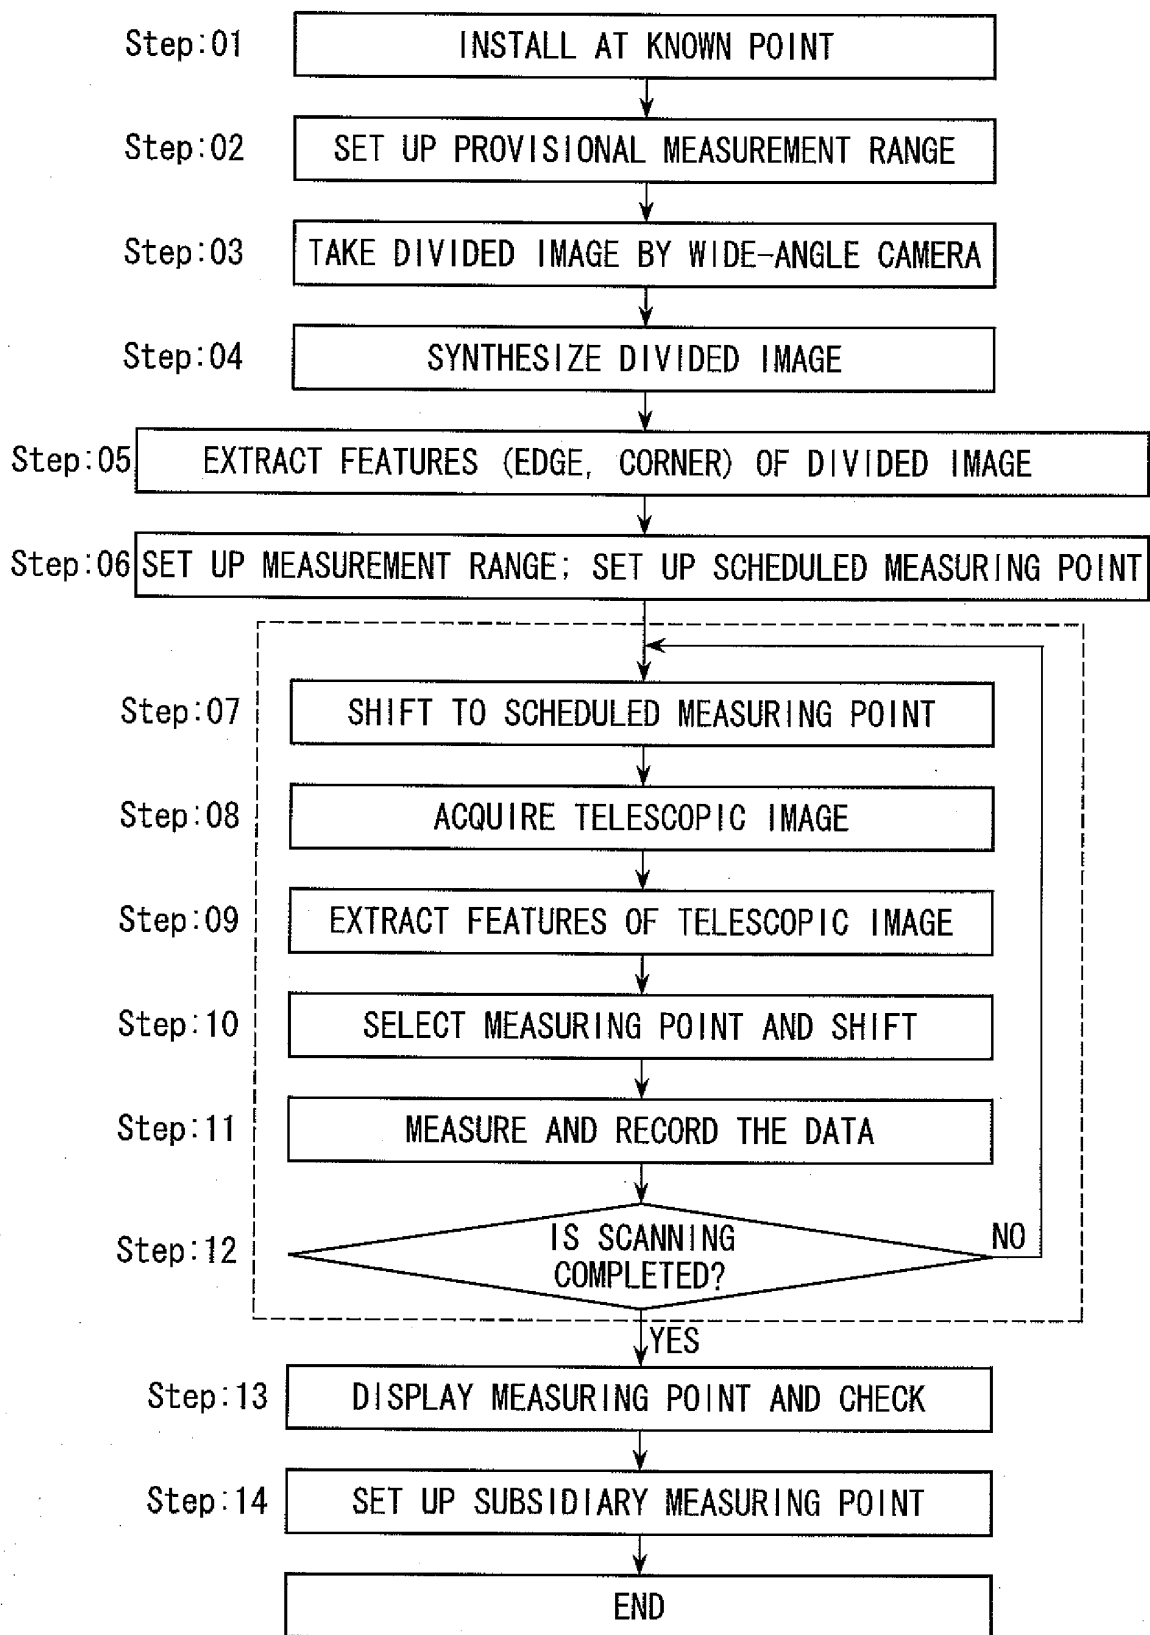 Step:01 INSTALL AT KNOWN POINT
Step:02 SET UP PROVISIONAL MEASUREMENT RANGE
Step:03 TAKE DIVIDED IMAGE BY WIDE-ANGLE CAMERA
Step:04 SYNTHESIZE DIVIDED IMAGE
Step:05 EXTRACT FEATURES (EDGE, CORNER) OF DIVIDED IMAGE
Step:06 SET UP MEASUREMENT RANGE; SET UP SCHEDULED MEASURING POINT
Step:07 SHIFT TO SCHEDULED MEASURING POINT
Step:08 ACQUIRE TELESCOPIC IMAGE
Step:09 EXTRACT FEATURES OF TELESCOPIC IMAGE
Step:10 SELECT MEASURING POINT AND SHIFT
Step:11 MEASURE AND RECORD THE DATA
Step:12 IS SCANNING
COMPLETED?
NO
YES
Step:13 DISPLAY MEASURING POINT AND CHECK
Step:14 SET UP SUBSIDIARY MEASURING POINT
END